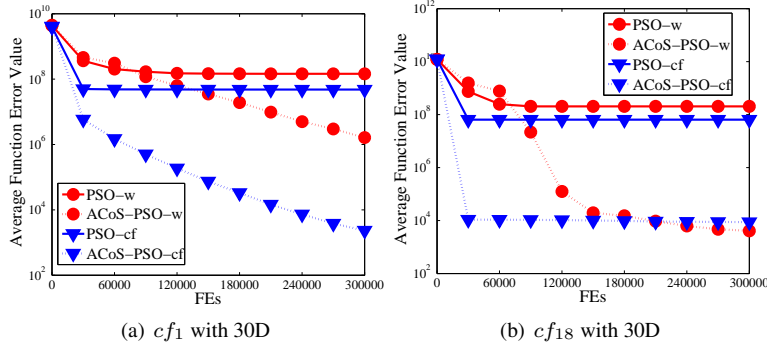 Average Function Error Value
10^10
10^8
10^6
10^4
10^2
0 60000 120000 180000 240000 300000
FEs
PSO−w
ACoS−PSO−w
PSO−cf
ACoS−PSO−cf
(a) cf_1 with 30D
Average Function Error Value
10^12
10^10
10^8
10^6
10^4
10^2
0 60000 120000 180000 240000 300000
FEs
PSO−w
ACoS−PSO−w
PSO−cf
ACoS−PSO−cf
(b) cf_18 with 30D